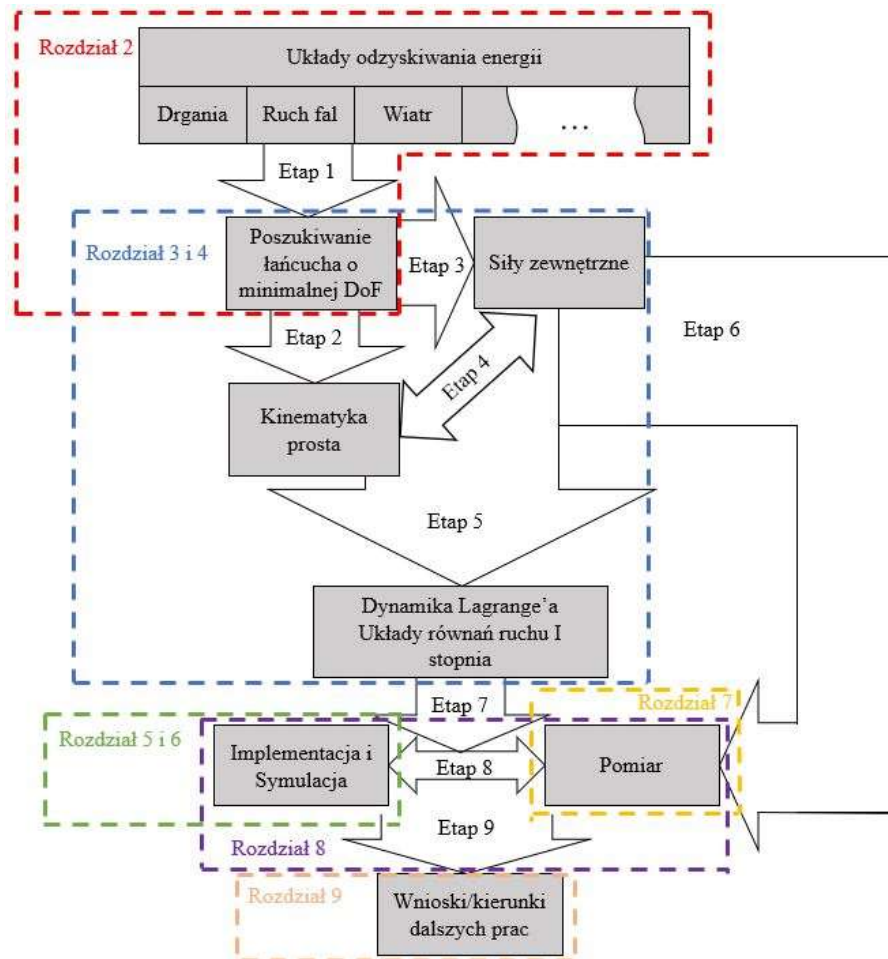 Rozdział 2
Układy odzyskiwania energii
Drgania
Ruch fal
Wiatr
...
Etap 1
Rozdział 3 i 4
Poszukiwanie
łańcucha o
minimalnej DoF
Etap 3
Siły zewnętrzne
Etap 2
Etap 6
Etap 4
Kinematyka
prosta
Etap 5
Dynamika Lagrange’a
Układy równań ruchu I
stopnia
Etap 7
Rozdział 7
Rozdział 5 i 6
Implementacja i
Symulacja
Etap 8
Pomiar
Etap 9
Rozdział 8
Rozdział 9
Wnioski/kierunki
dalszych prac